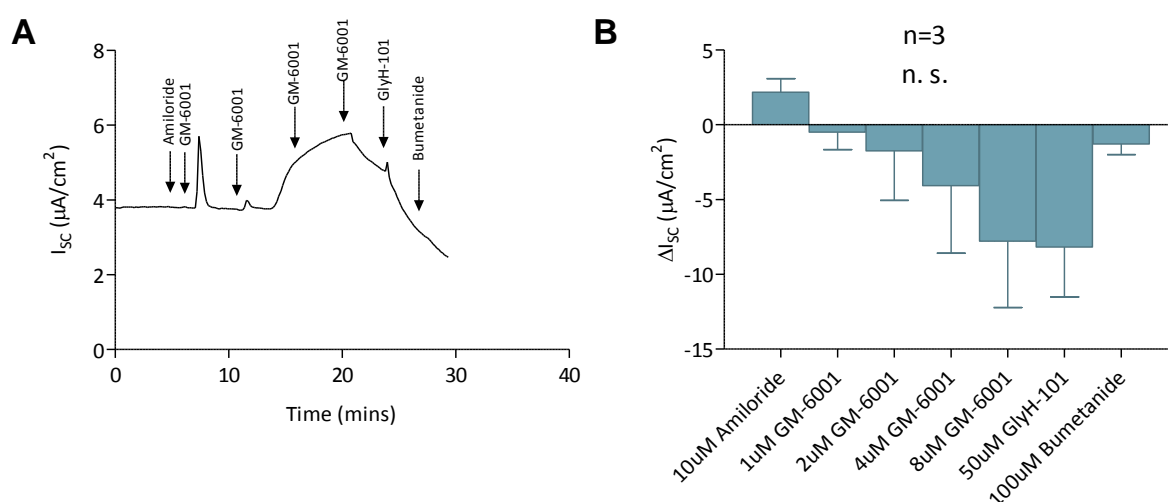 A
8
6
4
2
0
I_SC (µA/cm²)
Amiloride
GM-6001
GM-6001
GM-6001
GM-6001
GlyH-101
Bumetanide
0 10 20 30 40
Time (mins)
B
n=3
n. s.
5
0
-5
-10
-15
ΔI_SC (µA/cm²)
10uM Amiloride
1uM GM-6001
2uM GM-6001
4uM GM-6001
8uM GM-6001
50uM GlyH-101
100uM Bumetanide